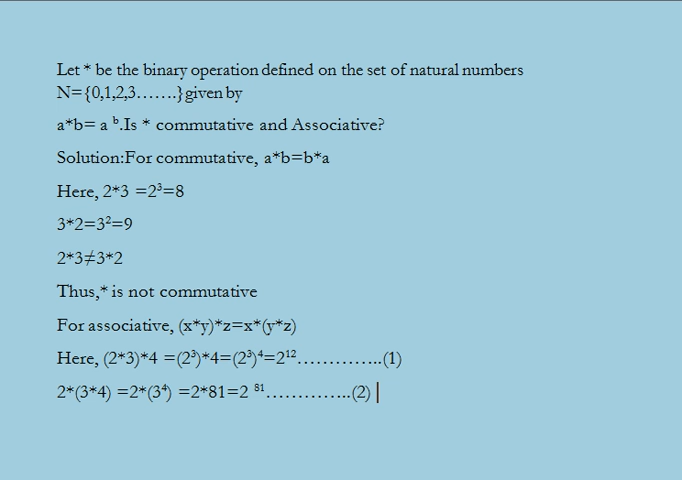 Let * be the binary operation defined on the set of natural numbers
N={0,1,2,3.......}given by
a*b= a ᵇ.Is * commutative and Associative?
Solution:For commutative, a*b=b*a
Here, 2*3 =2³=8
3*2=3²=9
2*3≠3*2
Thus,* is not commutative
For associative, (x*y)*z=x*(y*z)
Here, (2*3)*4 =(2³)*4=(2³)⁴=2¹²..............(1)
2*(3*4) =2*(3⁴) =2*81=2 ⁸¹..............(2)